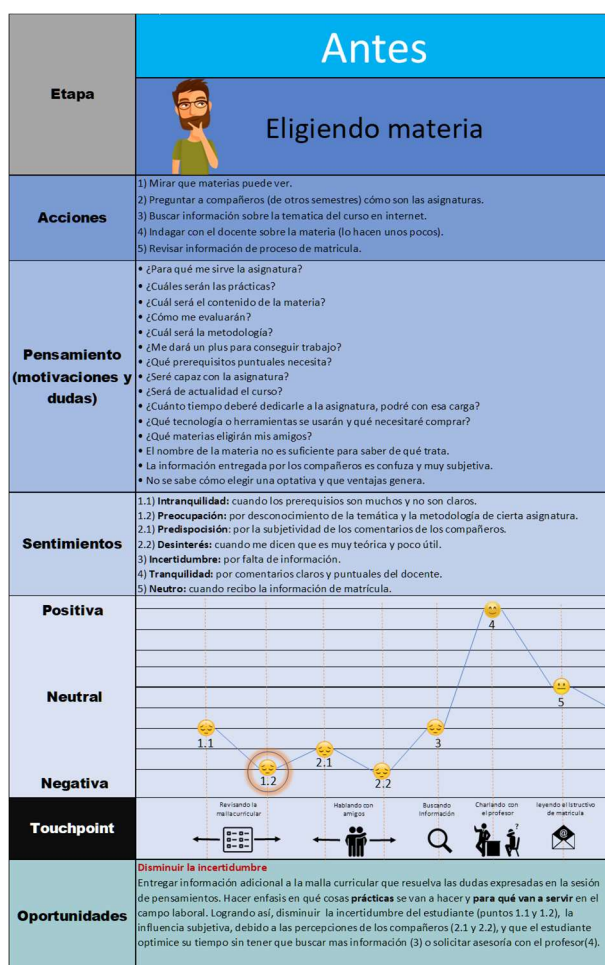 Antes
Etapa
Eligiendo materia
Acciones
1) Mirar que materias puede ver.
2) Preguntar a compañeros (de otros semestres) cómo son las asignaturas.
3) Buscar información sobre la tematica del curso en internet.
4) Indagar con el docente sobre la materia (lo hacen unos pocos).
5) Revisar información de proceso de matricula.
Pensamiento
(motivaciones y
dudas)
• ¿Para qué me sirve la asignatura?
• ¿Cuáles serán las prácticas?
• ¿Cuál será el contenido de la materia?
• ¿Cómo me evaluarán?
• ¿Cuál será la metodología?
• ¿Me dará un plus para conseguir trabajo?
• ¿Qué prerequisitos puntuales necesita?
• ¿Seré capaz con la asignatura?
• ¿Será de actualidad el curso?
• ¿Cuánto tiempo deberé dedicarle a la asignatura, podré con esa carga?
• ¿Qué tecnología o herramientas se usarán y qué necesitaré comprar?
• ¿Qué materias eligirán mis amigos?
• El nombre de la materia no es suficiente para saber de qué trata.
• La información entregada por los compañeros es confuza y muy subjetiva.
• No se sabe cómo elegir una optativa y que ventajas genera.
Sentimientos
1.1) Intranquilidad: cuando los prerequisios son muchos y no son claros.
1.2) Preocupación: por desconocimiento de la temática y la metodología de cierta asignatura.
2.1) Predispocisión: por la subjetividad de los comentarios de los compañeros.
2.2) Desinterés: cuando me dicen que es muy teórica y poco útil.
3) Incertidumbre: por falta de información.
4) Tranquilidad: por comentarios claros y puntuales del docente.
5) Neutro: cuando recibo la información de matrícula.
Positiva
Neutral
Negativa
1.1
1.2
2.1
2.2
3
4
5
Touchpoint
Revisando la
mallacurricular
Hablando con
amigos
Buscando
Información
Charlando con
el profesor
leyendo el Istructivo
de matricula
Oportunidades
Disminuir la incertidumbre
Entregar información adicional a la malla curricular que resuelva las dudas expresadas en la sesión
de pensamientos. Hacer enfasis en qué cosas prácticas se van a hacer y para qué van a servir en el
campo laboral. Logrando así, disminuir la incertidumbre del estudiante (puntos 1.1 y 1.2), la
influencia subjetiva, debido a las percepciones de los compañeros (2.1 y 2.2), y que el estudiante
optimice su tiempo sin tener que buscar mas información (3) o solicitar asesoría con el profesor(4).